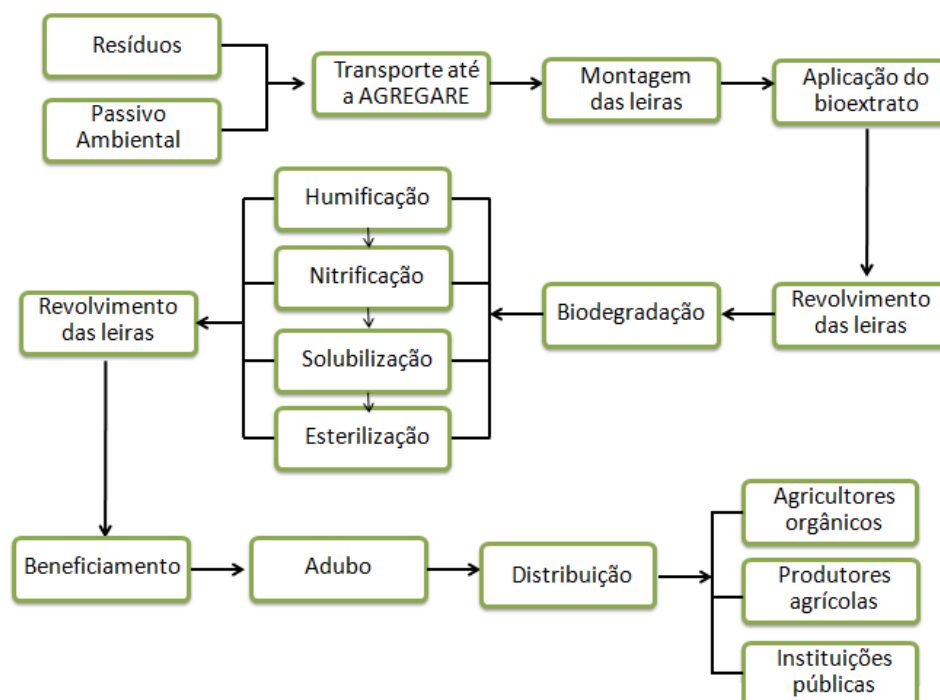 Resíduos
Passivo
Ambiental
Transporte até
a AGREGARE
Montagem
das leiras
Aplicação do
bioextrato
Revolvimento
das leiras
Biodegradação
Humificação
Nitrificação
Solubilização
Esterilização
Revolvimento
das leiras
Beneficiamento
Adubo
Distribuição
Agricultores
orgânicos
Produtores
agrícolas
Instituições
públicas